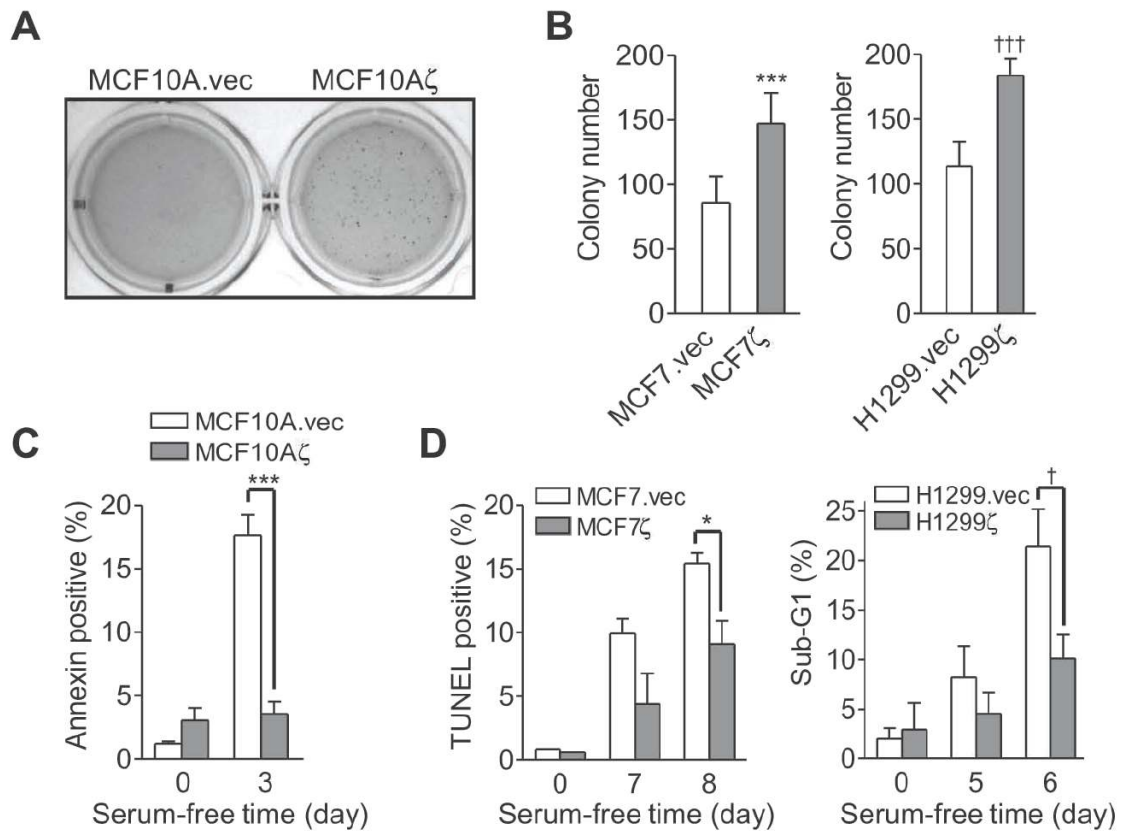 A
MCF10A.vec MCF10Aζ
B
Colony number
200
150
100
50
0
***
MCF7.vec
MCF7ζ
Colony number
200
150
100
50
0
†††
H1299.vec
H1299ζ
C
MCF10A.vec
MCF10Aζ
Annexin positive (%)
20
15
10
5
0
***
0 3
Serum-free time (day)
D
MCF7.vec
MCF7ζ
TUNEL positive (%)
20
15
10
5
0
*
0 7 8
Serum-free time (day)
H1299.vec
H1299ζ
Sub-G1 (%)
25
20
15
10
5
0
†
0 5 6
Serum-free time (day)